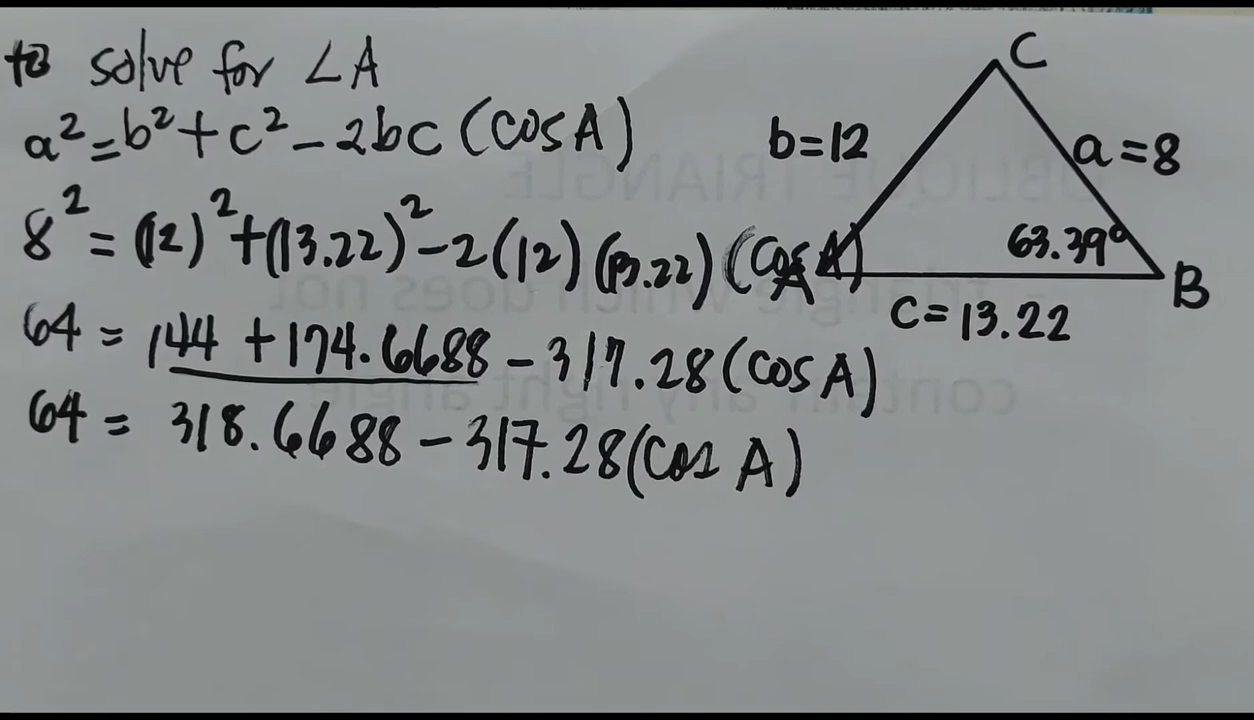 to solve for ∠A
a² = b² + c² - 2bc (cos A)
8² = (12)² + (13.22)² - 2(12)(13.22)(cos A)
64 = 144 + 174.6688 - 317.28 (cos A)
64 = 318.6688 - 317.28 (cos A)
C
b = 12
a = 8
63.39°
A
B
c = 13.22